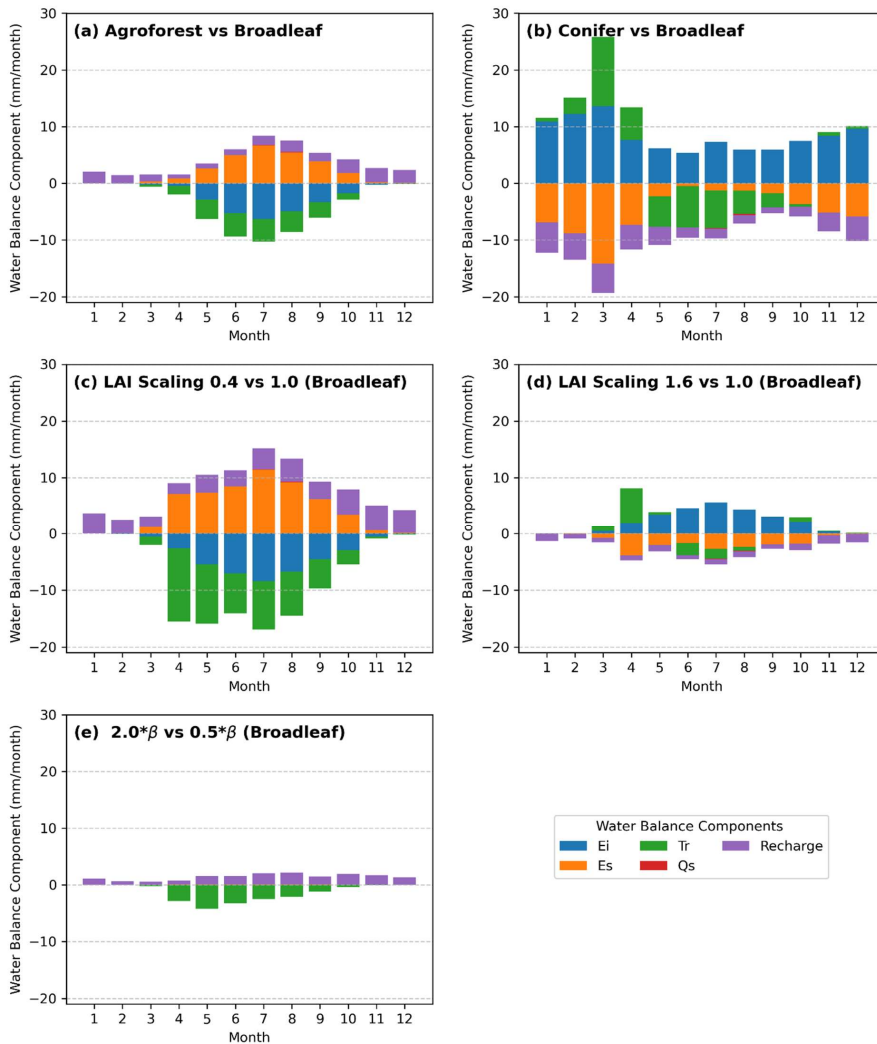 (a) Agroforest vs Broadleaf
Water Balance Component (mm/month)
30
20
10
0
−10
−20
1 2 3 4 5 6 7 8 9 10 11 12
Month
(b) Conifer vs Broadleaf
Water Balance Component (mm/month)
30
20
10
0
−10
−20
1 2 3 4 5 6 7 8 9 10 11 12
Month
(c) LAI Scaling 0.4 vs 1.0 (Broadleaf)
Water Balance Component (mm/month)
30
20
10
0
−10
−20
1 2 3 4 5 6 7 8 9 10 11 12
Month
(d) LAI Scaling 1.6 vs 1.0 (Broadleaf)
Water Balance Component (mm/month)
30
20
10
0
−10
−20
1 2 3 4 5 6 7 8 9 10 11 12
Month
(e) 2.0*β vs 0.5*β (Broadleaf)
Water Balance Component (mm/month)
30
20
10
0
−10
−20
1 2 3 4 5 6 7 8 9 10 11 12
Month
Water Balance Components
Ei Tr Recharge
Es Qs